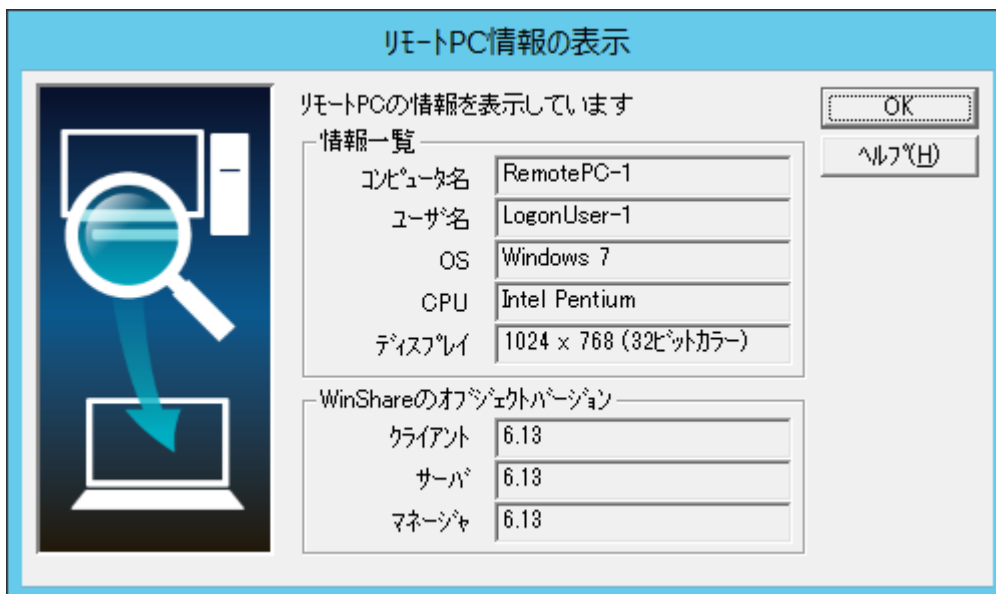 リモートPC情報の表示
リモートPCの情報を表示しています
OK
ヘルプ(H)
情報一覧
コンピュータ名 RemotePC-1
ユーザ名 LogonUser-1
OS Windows 7
CPU Intel Pentium
ディスプレイ 1024 x 768 (32ビットカラー)
WinShareのオブジェクトバージョン
クライアント 6.13
サーバ 6.13
マネージャ 6.13